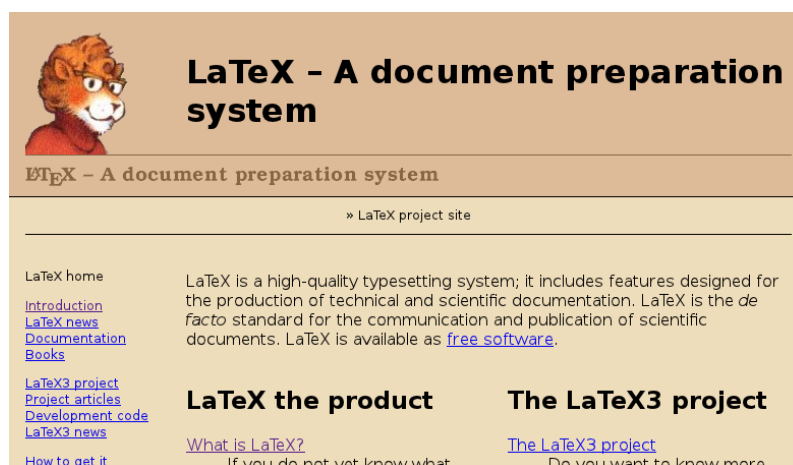 LaTeX – A document preparation
system
LATEX – A document preparation system
» LaTeX project site
LaTeX home
Introduction
LaTeX news
Documentation
Books
LaTeX3 project
Project articles
Development code
LaTeX3 news
How to get it
LaTeX is a high-quality typesetting system; it includes features designed for
the production of technical and scientific documentation. LaTeX is the de
facto standard for the communication and publication of scientific
documents. LaTeX is available as free software.
LaTeX the product
What is LaTeX?
If you do not yet know what
The LaTeX3 project
The LaTeX3 project
Do you want to know more